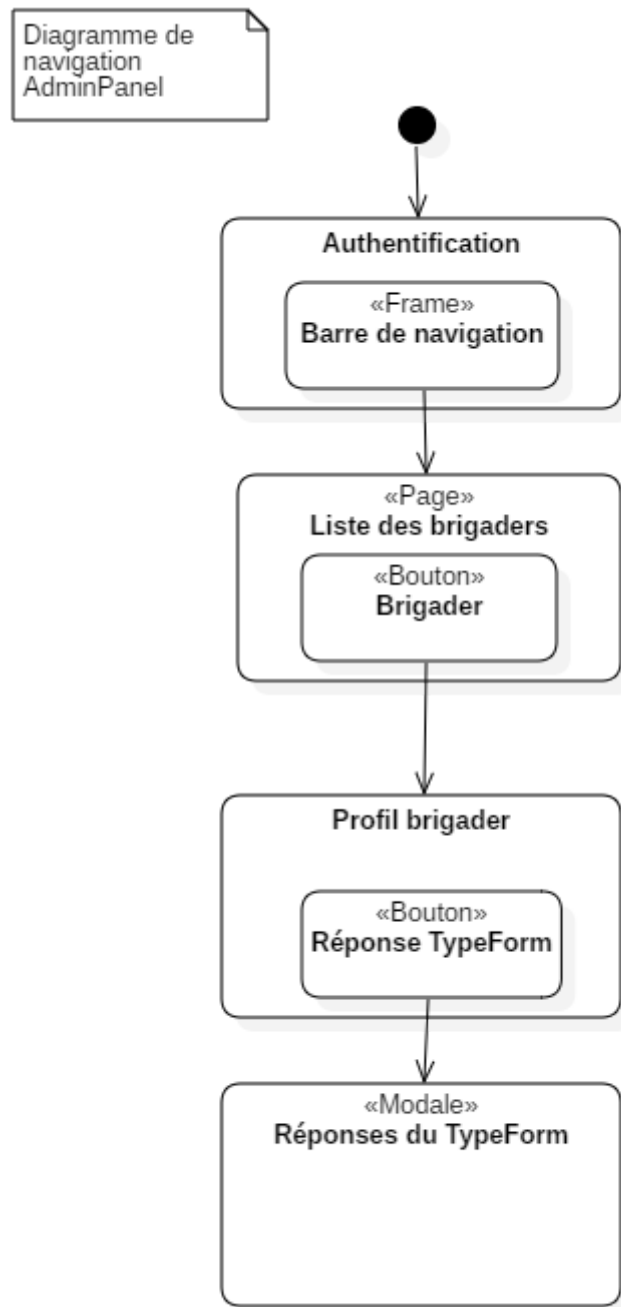 Diagramme de
navigation
AdminPanel
Authentification
«Frame»
Barre de navigation
«Page»
Liste des brigaders
«Bouton»
Brigader
Profil brigader
«Bouton»
Réponse TypeForm
«Modale»
Réponses du TypeForm